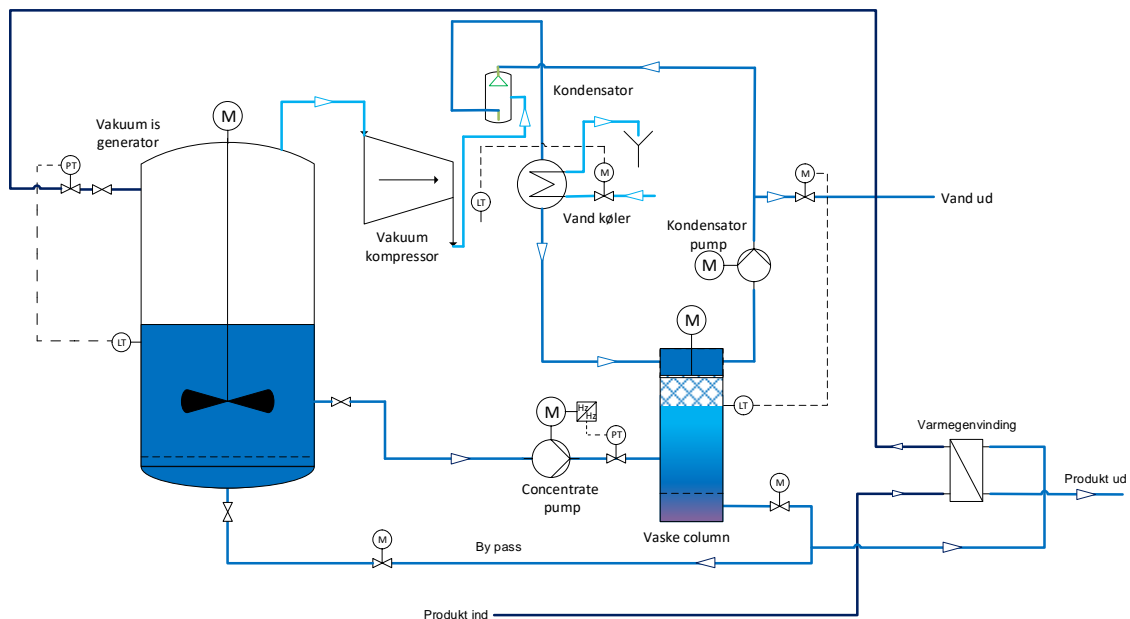 Kondensator
M
Vakuum is
generator
PT
M
LT
Vand køler
M
Vand ud
Vakuum
kompressor
Kondensator
pump
M
LT
M
LT
Varmegenvinding
M
Hz
Hz
PT
Produkt ud
Concentrate
pump
M
Vaske column
M
By pass
Produkt ind